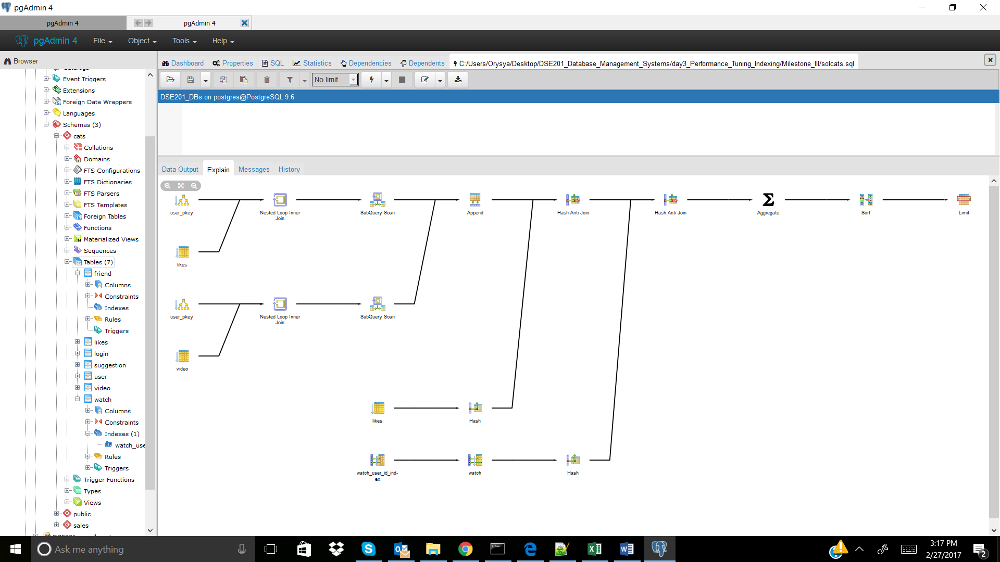 pgAdmin 4
pgAdmin 4
pgAdmin 4
pgAdmin 4
File
Object
Tools
Help
Browser
Dashboard
Properties
SQL
Statistics
Dependencies
Dependents
C:/Users/Orysya/Desktop/DSE201_Database_Management_Systems/day3_Performance_Tuning_Indexing/Milestone_III/solcats.sql
No limit
DSE201_DBs on postgres@PostgreSQL 9.6
Event Triggers
Extensions
Foreign Data Wrappers
Languages
Schemas (3)
cats
Collations
Domains
FTS Configurations
FTS Dictionaries
FTS Parsers
FTS Templates
Foreign Tables
Functions
Materialized Views
Sequences
Tables (7)
friend
Columns
Constraints
Indexes
Rules
Triggers
likes
login
suggestion
user
video
watch
Columns
Constraints
Indexes (1)
watch_use
Rules
Triggers
Trigger Functions
Types
Views
public
sales
Data Output
Explain
Messages
History
user_pkey
Nested Loop Inner
Join
SubQuery Scan
Append
Hash Anti Join
Hash Anti Join
Aggregate
Sort
Limit
likes
user_pkey
Nested Loop Inner
Join
SubQuery Scan
video
likes
Hash
watch_user_id_ind-
ex
watch
Hash
Ask me anything
3:17 PM
2/27/2017
2